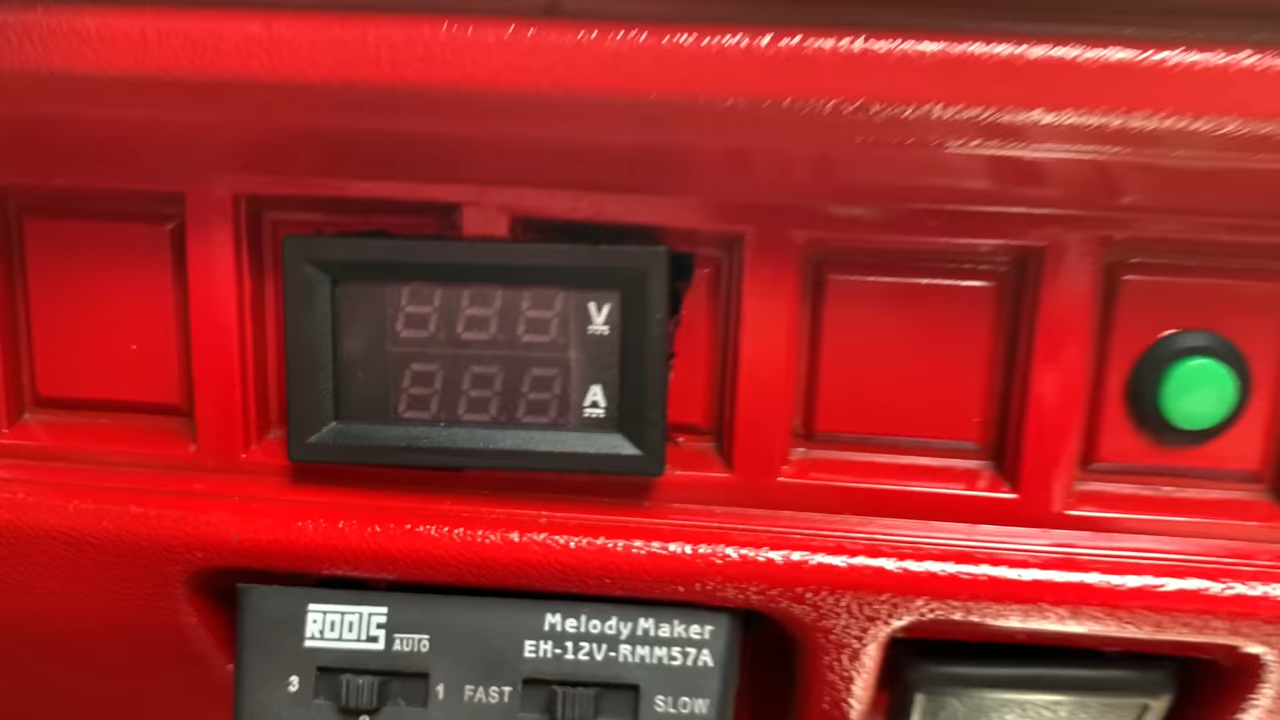 V
A
ROOTS AUTO
Melody Maker
EH-12V-RMM57A
3 1 FAST SLOW